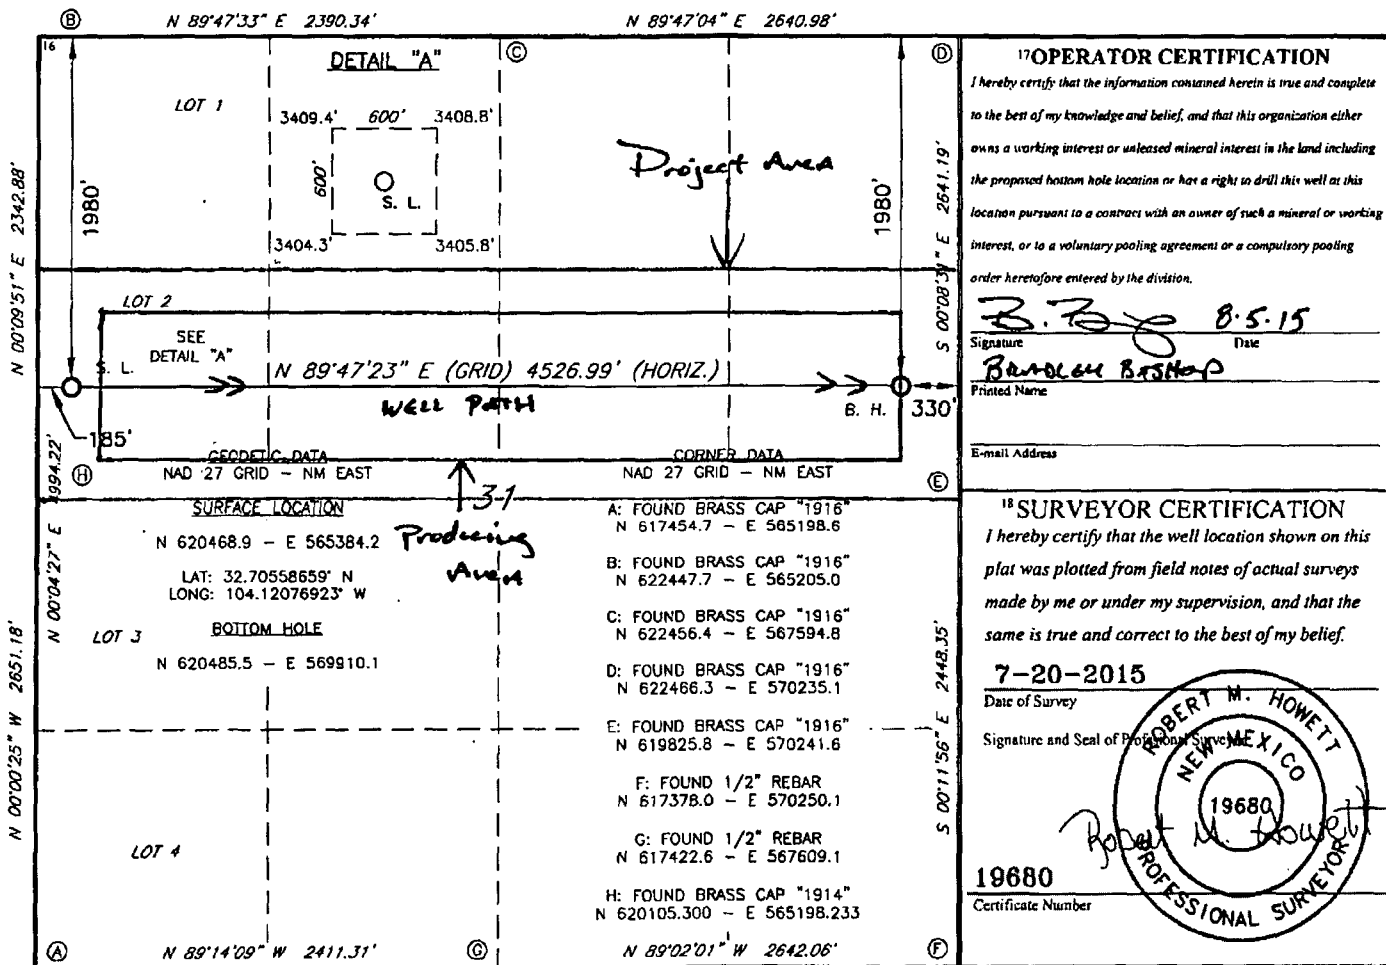 Ⓑ N 89°47'33" E 2390.34' N 89°47'04" E 2640.98'
16
DETAIL "A"
Ⓒ
Ⓓ
LOT 1
3409.4' 600' 3408.8'
600'
S. L.
3404.3' 3405.8'
Project Area
1980'
1980'
N 00°09'51" E 2342.88'
S 00°08'31" E 2641.19'
LOT 2
SEE
DETAIL "A"
S. L.
N 89°47'23" E (GRID) 4526.99' (HORIZ.)
WELL PATH
B. H. 330'
185'
Ⓗ
Ⓔ
GEODETIC DATA
NAD 27 GRID - NM EAST
SURFACE LOCATION
N 620468.9 - E 565384.2
LAT: 32.70558659° N
LONG: 104.12076923° W
BOTTOM HOLE
N 620485.5 - E 569910.1
31
Producing
Area
CORNER DATA
NAD 27 GRID - NM EAST
A: FOUND BRASS CAP "1916"
N 617454.7 - E 565198.6
B: FOUND BRASS CAP "1916"
N 622447.7 - E 565205.0
C: FOUND BRASS CAP "1916"
N 622456.4 - E 567594.8
D: FOUND BRASS CAP "1916"
N 622466.3 - E 570235.1
E: FOUND BRASS CAP "1916"
N 619825.8 - E 570241.6
F: FOUND 1/2" REBAR
N 617378.0 - E 570250.1
G: FOUND 1/2" REBAR
N 617422.6 - E 567609.1
H: FOUND BRASS CAP "1914"
N 620105.300 - E 565198.233
N 00°04'27" E 1994.22'
N 00°00'25" W 2651.18'
S 00°11'56" E 2448.35'
LOT 3
LOT 4
Ⓐ N 89°14'09" W 2411.31' Ⓖ N 89°02'01" W 2642.06' Ⓕ
17 OPERATOR CERTIFICATION
I hereby certify that the information contained herein is true and complete
to the best of my knowledge and belief, and that this organization either
owns a working interest or unleased mineral interest in the land including
the proposed bottom hole location or has a right to drill this well at this
location pursuant to a contract with an owner of such a mineral or working
interest, or to a voluntary pooling agreement or a compulsory pooling
order heretofore entered by the division.
8.5.15
Signature Date
BRADLEY BISHOP
Printed Name
E-mail Address
18 SURVEYOR CERTIFICATION
I hereby certify that the well location shown on this
plat was plotted from field notes of actual surveys
made by me or under my supervision, and that the
same is true and correct to the best of my belief.
7-20-2015
Date of Survey
Signature and Seal of Professional Surveyor
ROBERT M. HOWETT
NEW MEXICO
19680
PROFESSIONAL SURVEYOR
Robert M. Howett
19680
Certificate Number